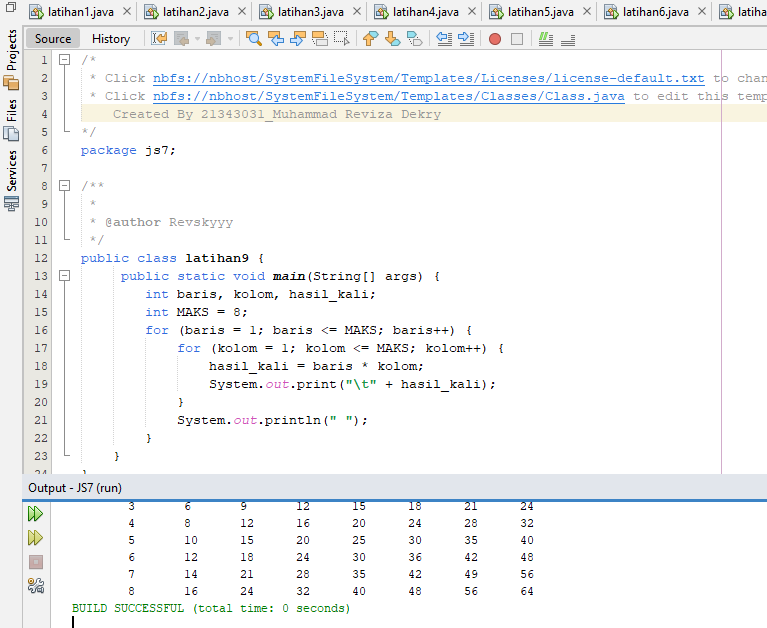 latihan1.java latihan2.java latihan3.java latihan4.java latihan5.java latihan6.java
Projects
Files
Services
Source History
1 /*
2 * Click nbfs://nbhost/SystemFileSystem/Templates/Licenses/license-default.txt to
3 * Click nbfs://nbhost/SystemFileSystem/Templates/Classes/Class.java to edit this
4 Created By 21343031_Muhammad Reviza Dekry
5 */
6 package js7;
7
8 /**
9 *
10 * @author Revskyyy
11 */
12 public class latihan9 {
13 public static void main(String[] args) {
14 int baris, kolom, hasil_kali;
15 int MAKS = 8;
16 for (baris = 1; baris <= MAKS; baris++) {
17 for (kolom = 1; kolom <= MAKS; kolom++) {
18 hasil_kali = baris * kolom;
19 System.out.print("\t" + hasil_kali);
20 }
21 System.out.println(" ");
22 }
23 }
24 }
Output - JS7 (run)
3 6 9 12 15 18 21 24
4 8 12 16 20 24 28 32
5 10 15 20 25 30 35 40
6 12 18 24 30 36 42 48
7 14 21 28 35 42 49 56
8 16 24 32 40 48 56 64
BUILD SUCCESSFUL (total time: 0 seconds)